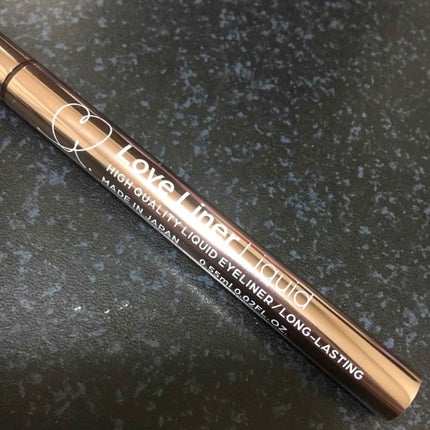 Love Liner Liquid
HIGH QUALITY LIQUID EYELINER/LONG-LASTING
MADE IN JAPAN 0.55ml 0.02FL.OZ